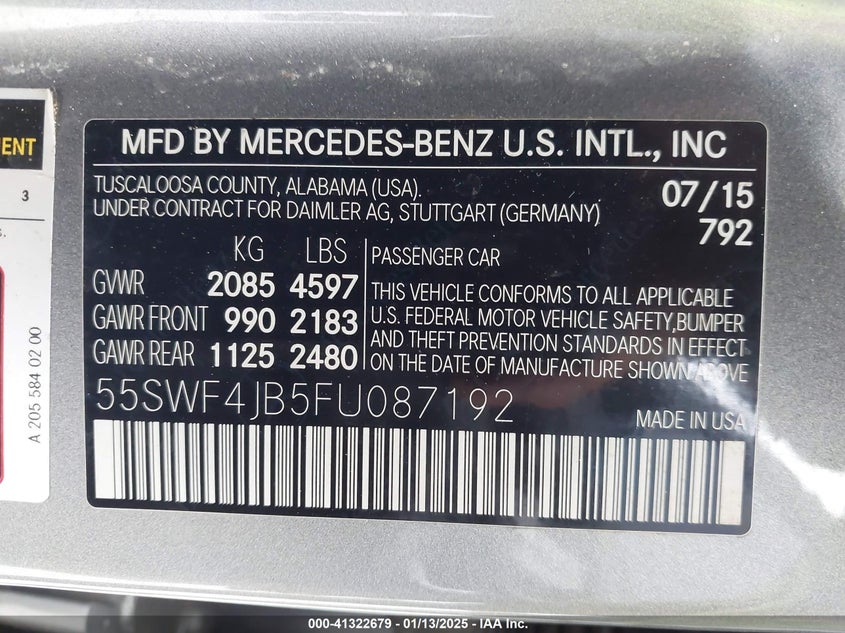 MFD BY MERCEDES-BENZ U.S. INTL., INC
TUSCALOOSA COUNTY, ALABAMA (USA).
UNDER CONTRACT FOR DAIMLER AG, STUTTGART (GERMANY)
07/15
792
KG LBS
GVWR 2085 4597
GAWR FRONT 990 2183
GAWR REAR 1125 2480
PASSENGER CAR
THIS VEHICLE CONFORMS TO ALL APPLICABLE
U.S. FEDERAL MOTOR VEHICLE SAFETY,BUMPER
AND THEFT PREVENTION STANDARDS IN EFFECT
ON THE DATE OF MANUFACTURE SHOWN ABOVE
55SWF4JB5FU087192
MADE IN USA
3
A 205 584 02 00
000-41322679 / 01/13/2025 - IAA Inc.